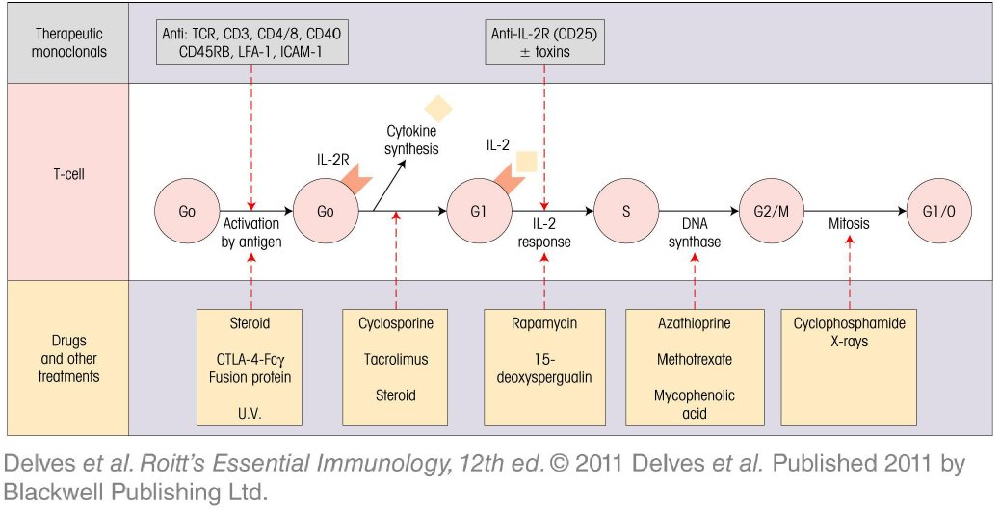 Therapeutic
monoclonals
Anti: TCR, CD3, CD4/8, CD40
CD45RB, LFA-1, ICAM-1
Anti-IL-2R (CD25)
± toxins
T-cell
Go
Activation
by antigen
IL-2R
Go
Cytokine
synthesis
IL-2
G1
IL-2
response
S
DNA
synthase
G2/M
Mitosis
G1/0
Drugs
and other
treatments
Steroid
CTLA-4-Fcγ
Fusion protein
U.V.
Cyclosporine
Tacrolimus
Steroid
Rapamycin
15-
deoxyspergualin
Azathioprine
Methotrexate
Mycophenolic
acid
Cyclophosphamide
X-rays
Delves et al. Roitt's Essential Immunology, 12th ed. © 2011 Delves et al. Published 2011 by
Blackwell Publishing Ltd.